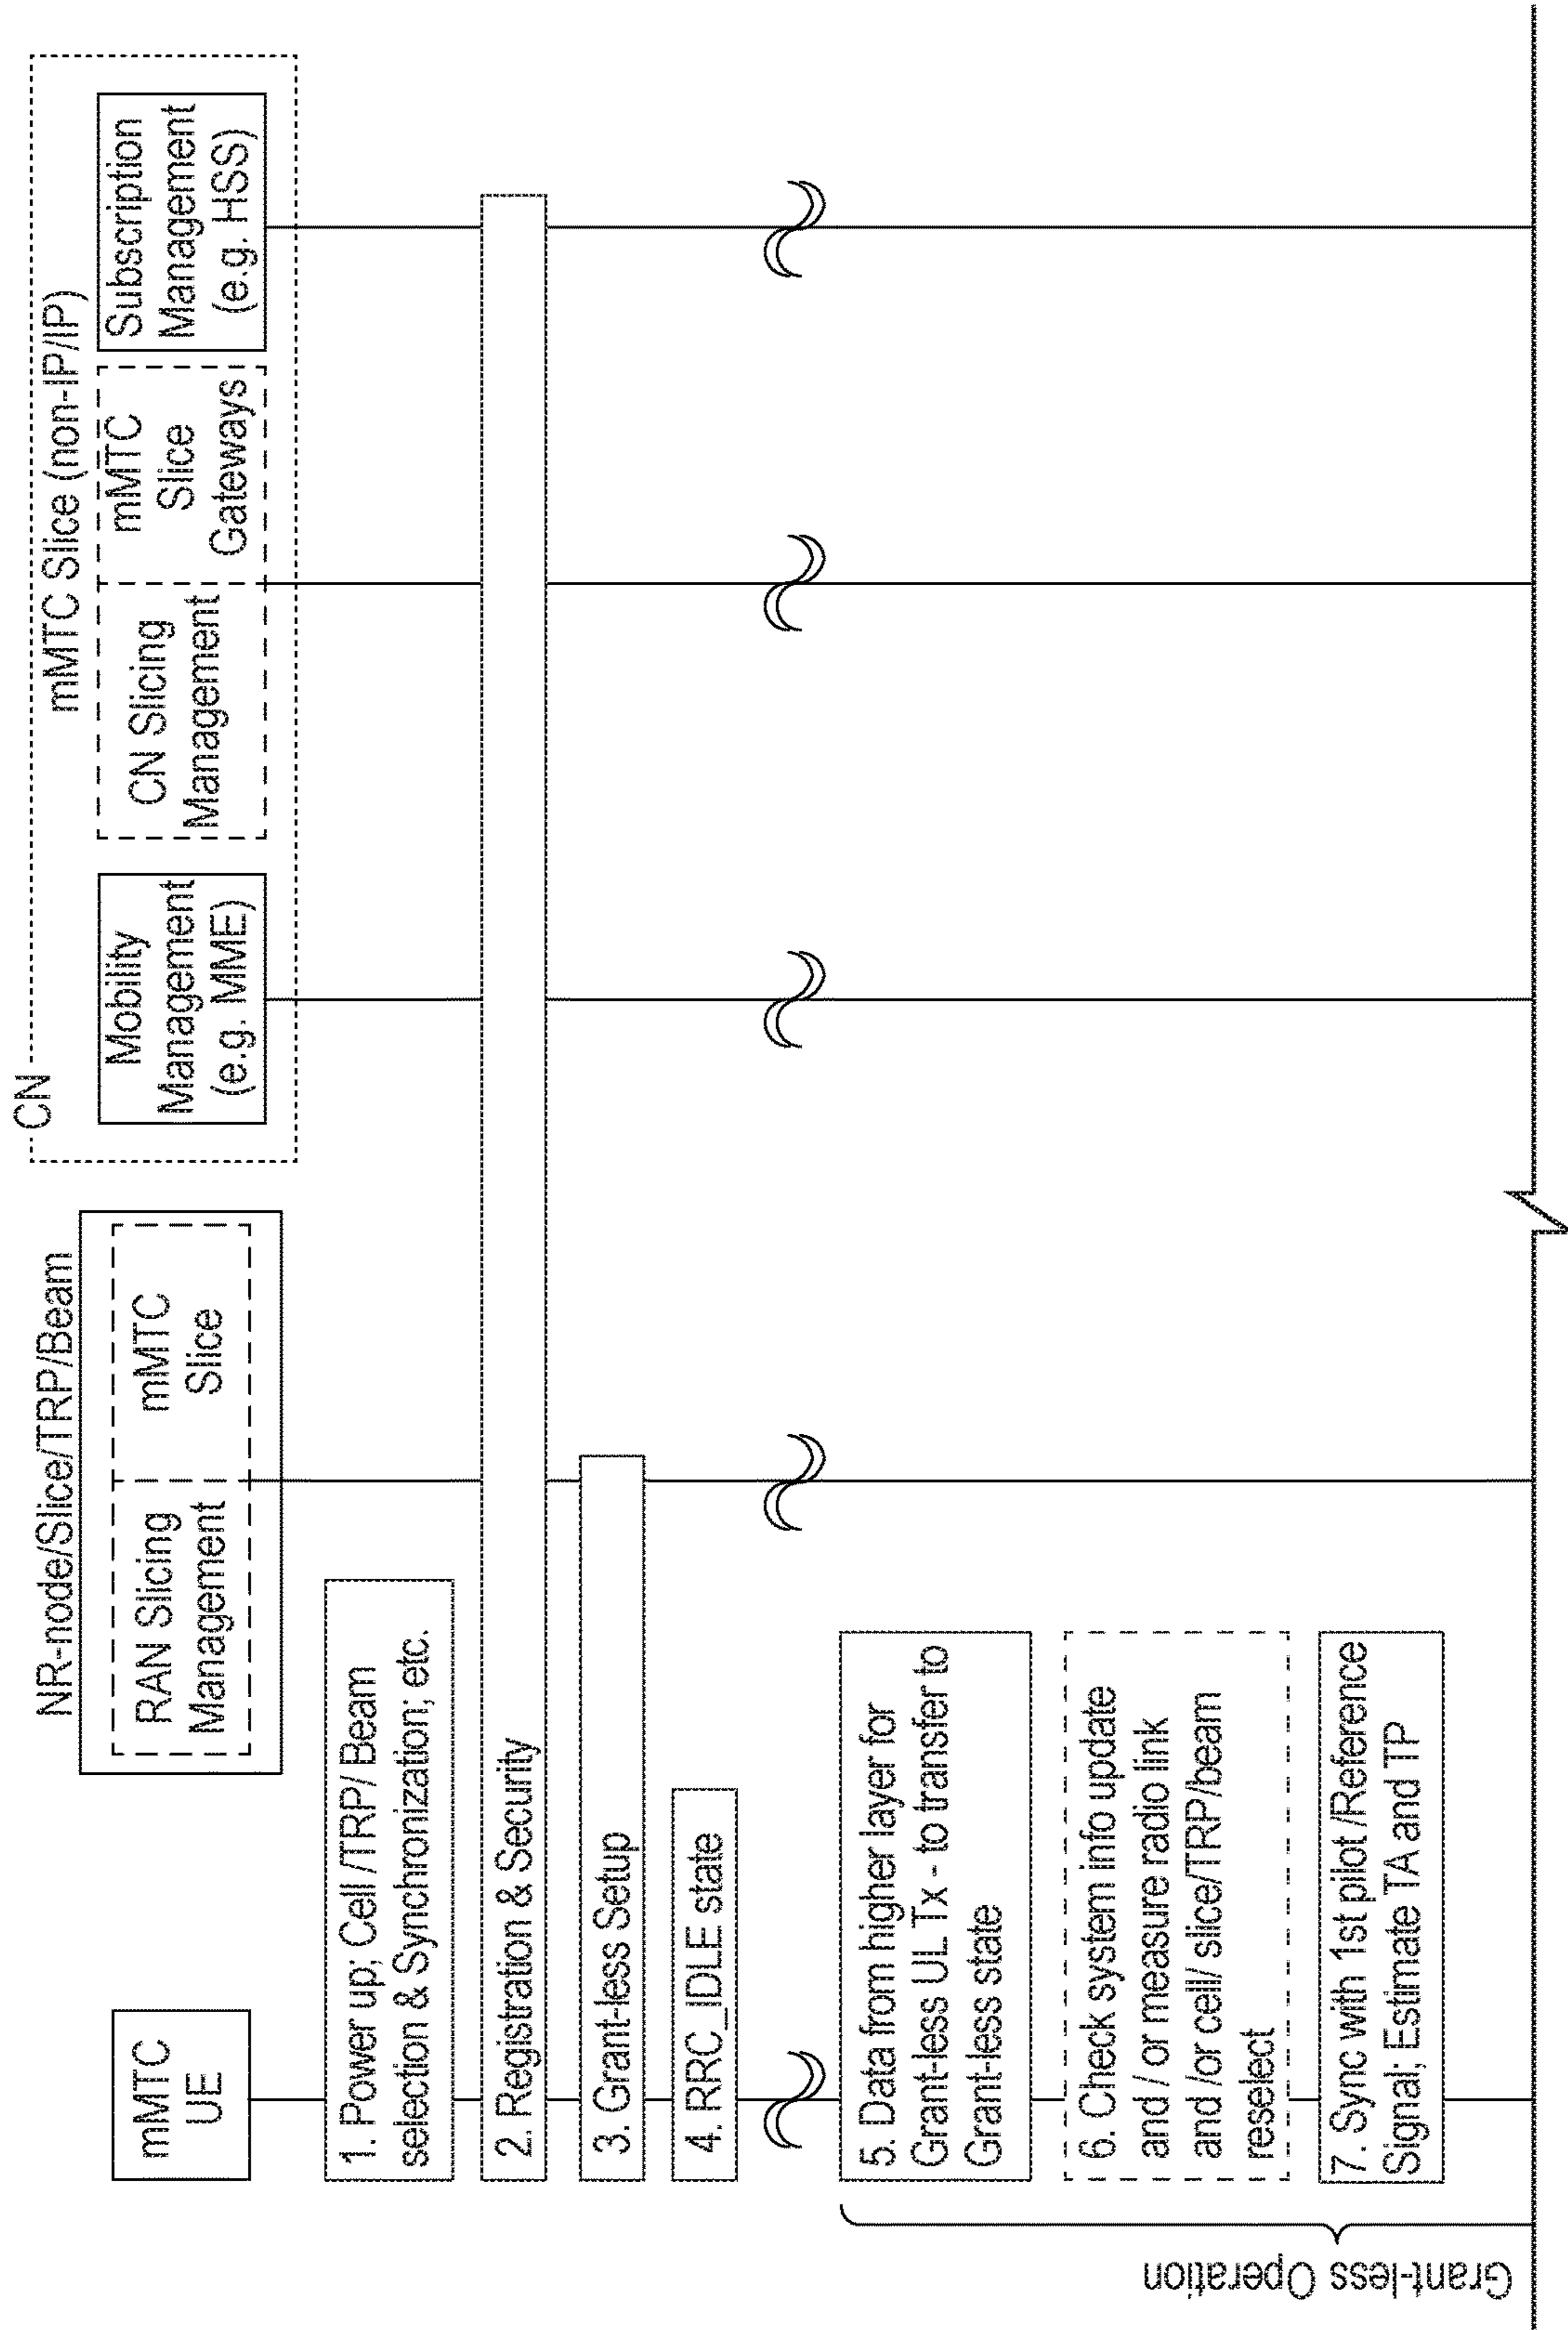 CN
mMTC Slice (non-IP/IP)
NR-node/Slice/TRP/Beam
mMTC
UE
RAN Slicing
Management
mMTC
Slice
Mobility
Management
(e.g. MME)
CN Slicing
Management
mMTC
Slice
Gateways
Subscription
Management
(e.g. HSS)
1. Power up; Cell /TRP/ Beam
selection & Synchronization; etc.
2. Registration & Security
3. Grant-less Setup
4. RRC_IDLE state
5. Data from higher layer for
Grant-less UL Tx - to transfer to
Grant-less state
6. Check system info update
and / or measure radio link
and /or cell/ slice/TRP/beam
reselect
7. Sync with 1st pilot /Reference
Signal; Estimate TA and TP
Grant-less Operation